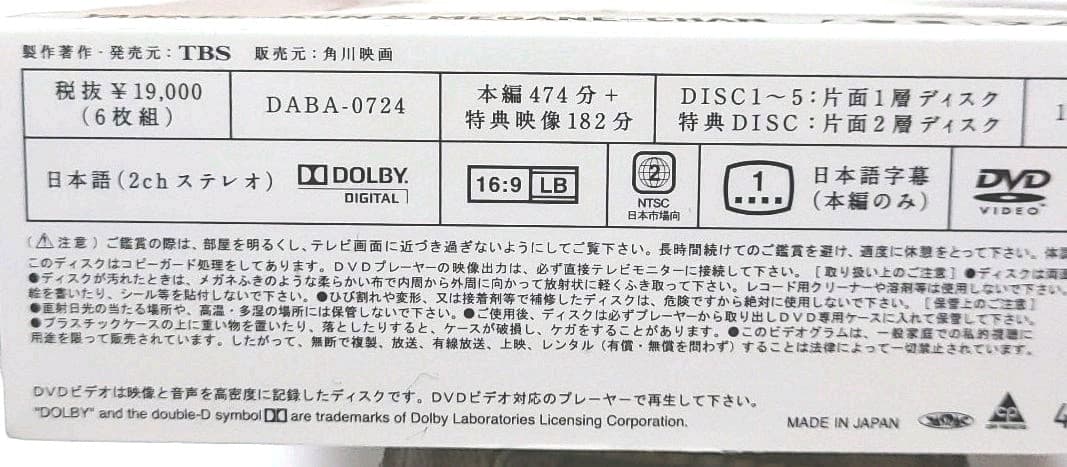 製作著作・発売元：TBS 販売元：角川映画
税抜￥19,000
(6枚組)
DABA-0724
本編474分+
特典映像182分
DISC1～5：片面1層ディスク
特典DISC：片面2層ディスク
日本語(2chステレオ)
DOLBY
DIGITAL
16:9 LB
2
NTSC
日本市場向
1
日本語字幕
(本編のみ)
DVD
VIDEO
(⚠注意) ご鑑賞の際は、部屋を明るくし、テレビ画面に近づき過ぎないようにしてご覧下さい。長時間続けてのご鑑賞を避け、適度に休憩をとって下さい。体調
このディスクはコピーガード処理をしてあります。DVDプレーヤーの映像出力は、必ず直接テレビモニターに接続して下さい。［取り扱い上のご注意］●ディスクは両面
●ディスクが汚れたときは、メガネふきのような柔らかい布で内周から外周に向かって放射状に軽くふき取って下さい。レコード用クリーナーや溶剤等は使用しないで下さい。
絵を書いたり、シール等を貼付しないで下さい。●ひび割れや変形、又は接着剤等で補修したディスクは、危険ですから絶対に使用しないで下さい。［保管上のご注意］
●直射日光の当たる場所や、高温・多湿の場所には保管しないで下さい。●ご使用後、ディスクは必ずプレーヤーから取り出しDVD専用ケースに入れて保管して下さい。
●プラスチックケースの上に重い物を置いたり、落としたりすると、ケースが破損し、ケガをすることがあります。●このビデオグラムは、一般家庭での私的視聴に
用途を限って販売されています。したがって、無断で複製、放送、有線放送、上映、レンタル(有償・無償を問わず)することは法律によって一切禁止されています。
DVDビデオは映像と音声を高密度に記録したディスクです。DVDビデオ対応のプレーヤーで再生して下さい。
"DOLBY" and the double-D symbol are trademarks of Dolby Laboratories Licensing Corporation.
MADE IN JAPAN